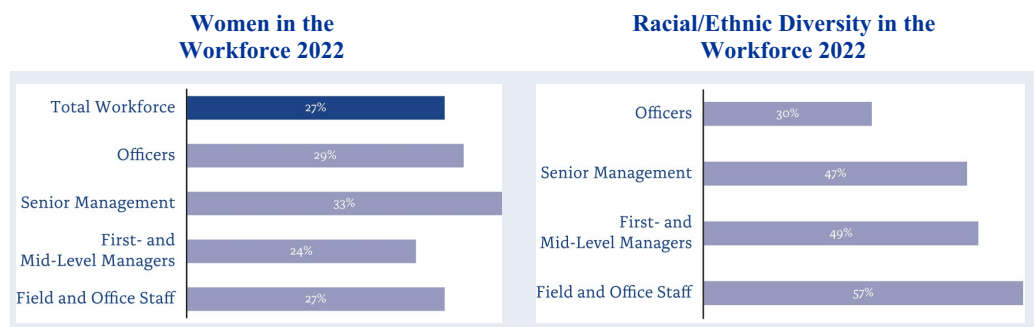 Women in the
Workforce 2022
Total Workforce
27%
Officers
29%
Senior Management
33%
First- and
Mid-Level Managers
24%
Field and Office Staff
27%
Racial/Ethnic Diversity in the
Workforce 2022
Officers
30%
Senior Management
47%
First- and
Mid-Level Managers
49%
Field and Office Staff
57%